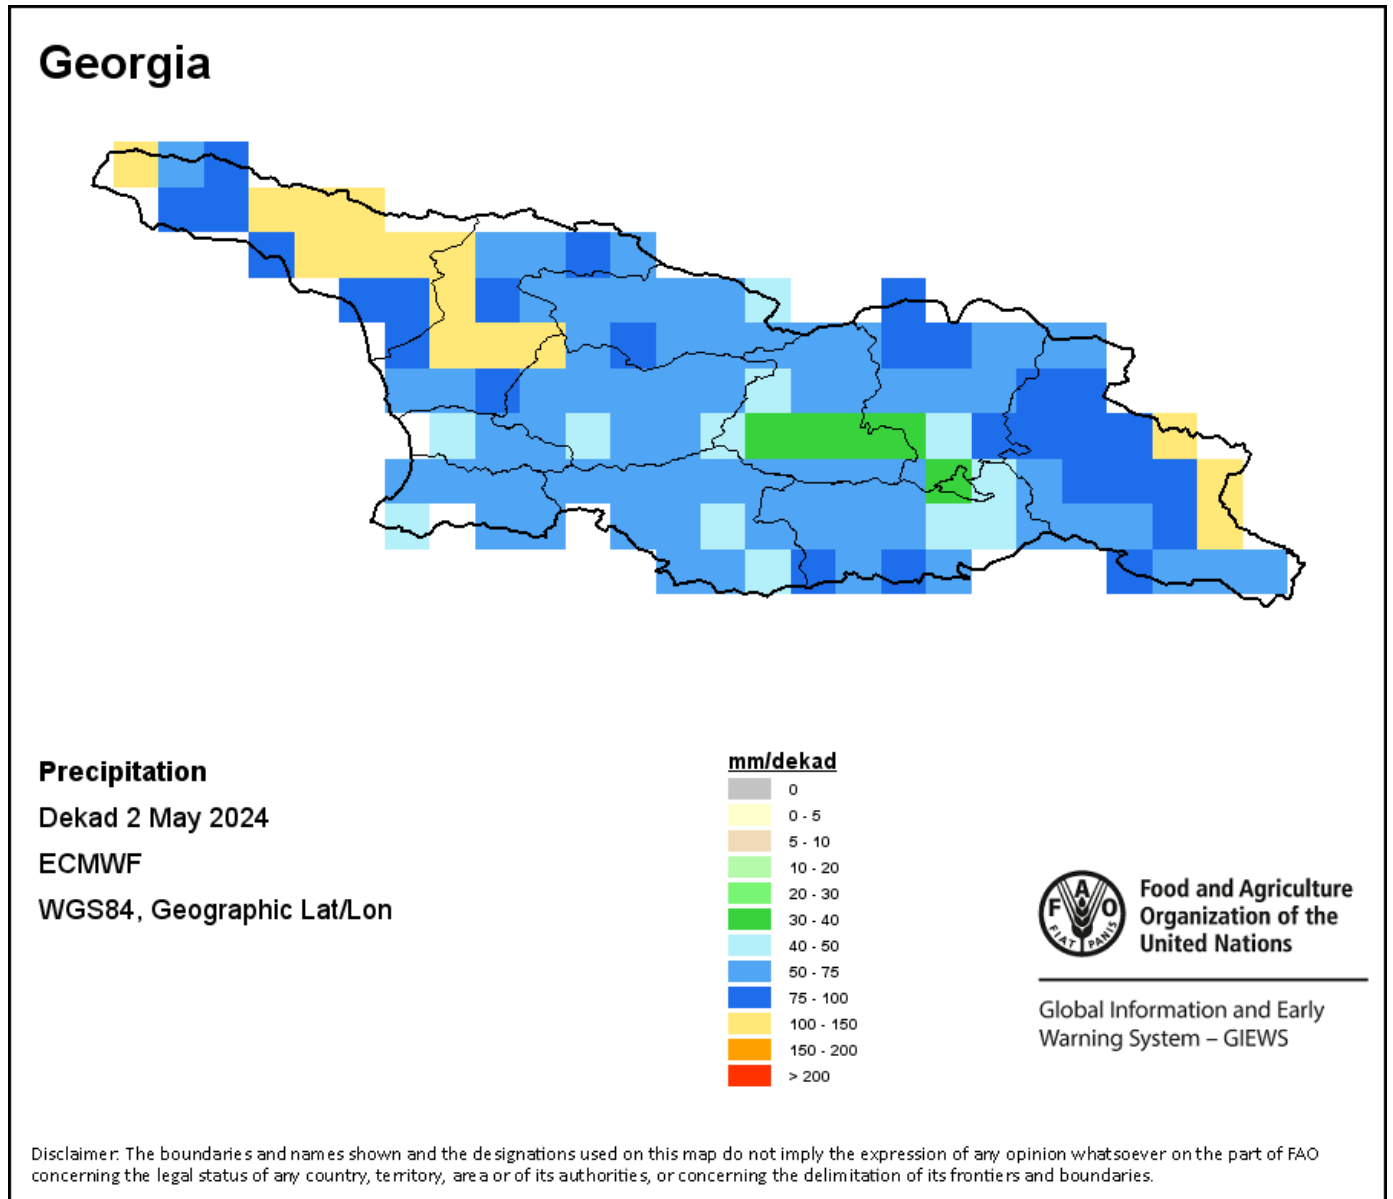 Georgia
Precipitation
Dekad 2 May 2024
ECMWF
WGS84, Geographic Lat/Lon
mm/dekad
0
0 - 5
5 - 10
10 - 20
20 - 30
30 - 40
40 - 50
50 - 75
75 - 100
100 - 150
150 - 200
> 200
F A O
FIAT PANIS
Food and Agriculture
Organization of the
United Nations
Global Information and Early
Warning System – GIEWS
Disclaimer: The boundaries and names shown and the designations used on this map do not imply the expression of any opinion whatsoever on the part of FAO
concerning the legal status of any country, territory, area or of its authorities, or concerning the delimitation of its frontiers and boundaries.